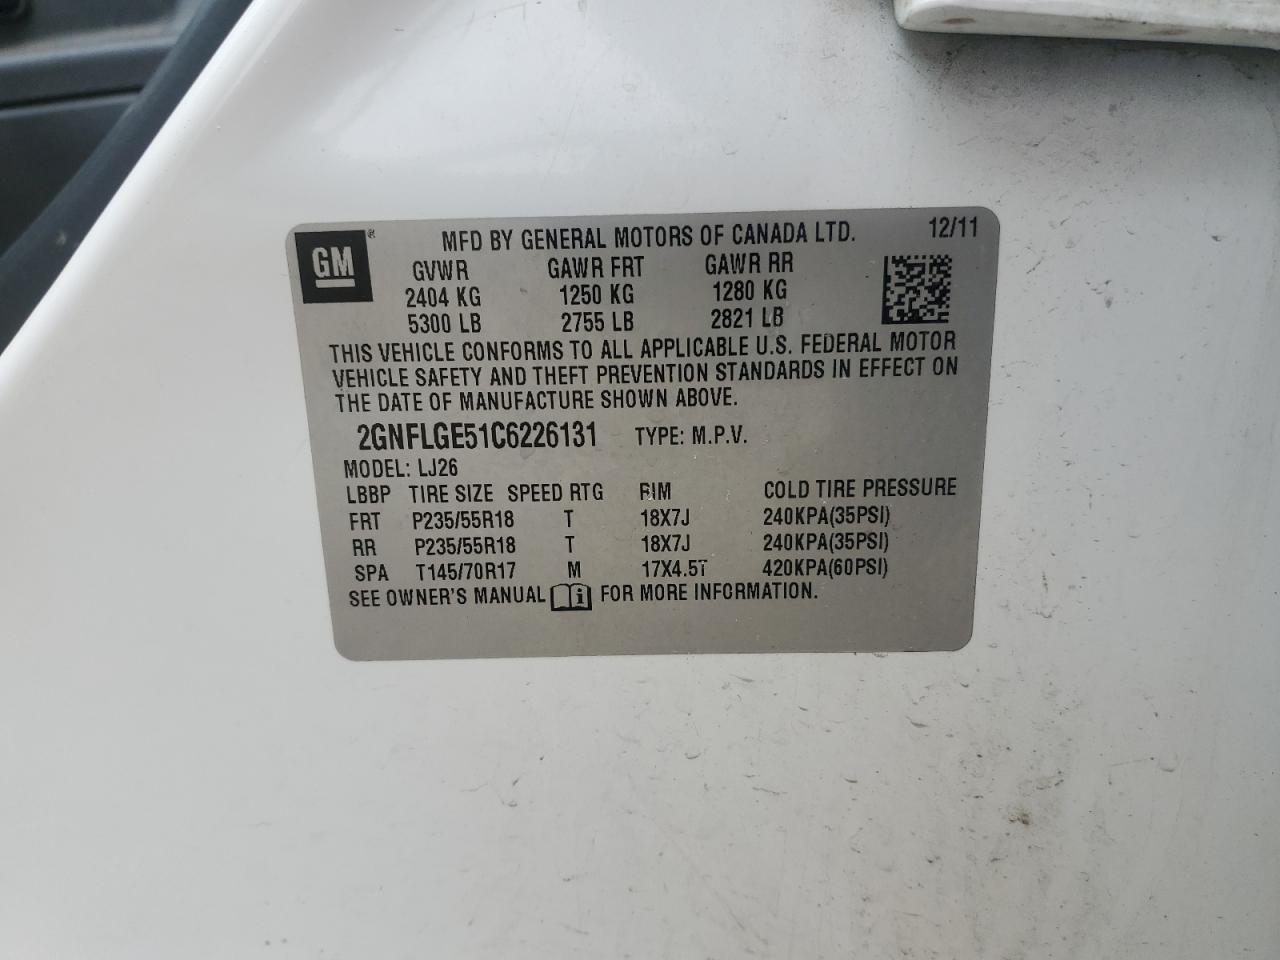 GM ®
MFD BY GENERAL MOTORS OF CANADA LTD. 12/11
GVWR GAWR FRT GAWR RR
2404 KG 1250 KG 1280 KG
5300 LB 2755 LB 2821 LB
THIS VEHICLE CONFORMS TO ALL APPLICABLE U.S. FEDERAL MOTOR
VEHICLE SAFETY AND THEFT PREVENTION STANDARDS IN EFFECT ON
THE DATE OF MANUFACTURE SHOWN ABOVE.
2GNFLGE51C6226131 TYPE: M.P.V.
MODEL: LJ26
LBBP TIRE SIZE SPEED RTG RIM COLD TIRE PRESSURE
FRT P235/55R18 T 18X7J 240KPA(35PSI)
RR P235/55R18 T 18X7J 240KPA(35PSI)
SPA T145/70R17 M 17X4.5T 420KPA(60PSI)
SEE OWNER'S MANUAL i FOR MORE INFORMATION.